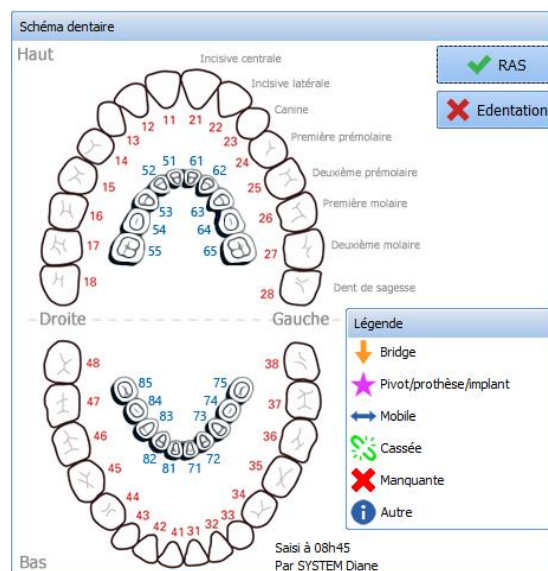 Schéma dentaire
Haut
Incisive centrale
RAS
Incisive latérale
Edentation
Canine
11 21
12 22
13 23
Première prémolaire
14 24
51 61
52 62
Deuxième prémolaire
15 25
53 63
Première molaire
16 26
54 64
55 65
Deuxième molaire
17 27
18 28
Dent de sagesse
Droite Gauche
Légende
Bridge
48 38
85 75
Pivot/prothèse/implant
47 37
84 74
83 73
Mobile
46 36
82 72
81 71
Cassée
45 35
Manquante
44 34
43 33
42 32
41 31
Autre
Saisi à 08h45
Bas
Par SYSTEM Diane